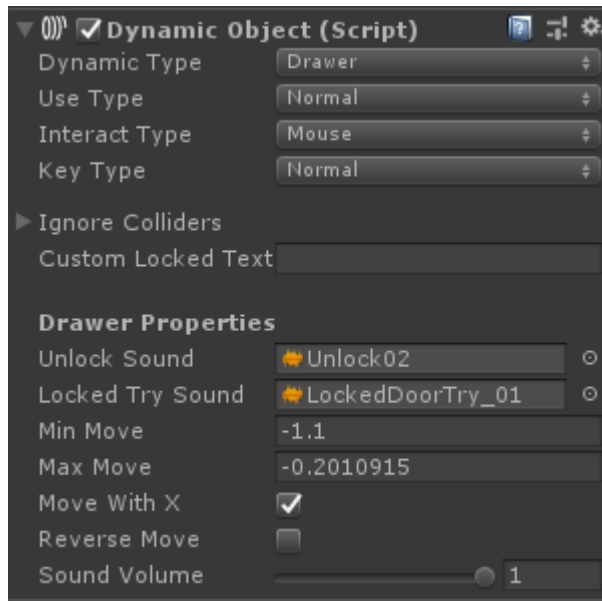 Dynamic Object (Script)
Dynamic Type Drawer
Use Type Normal
Interact Type Mouse
Key Type Normal
Ignore Colliders
Custom Locked Text
Drawer Properties
Unlock Sound Unlock02
Locked Try Sound LockedDoorTry_01
Min Move -1.1
Max Move -0.2010915
Move With X
Reverse Move
Sound Volume 1